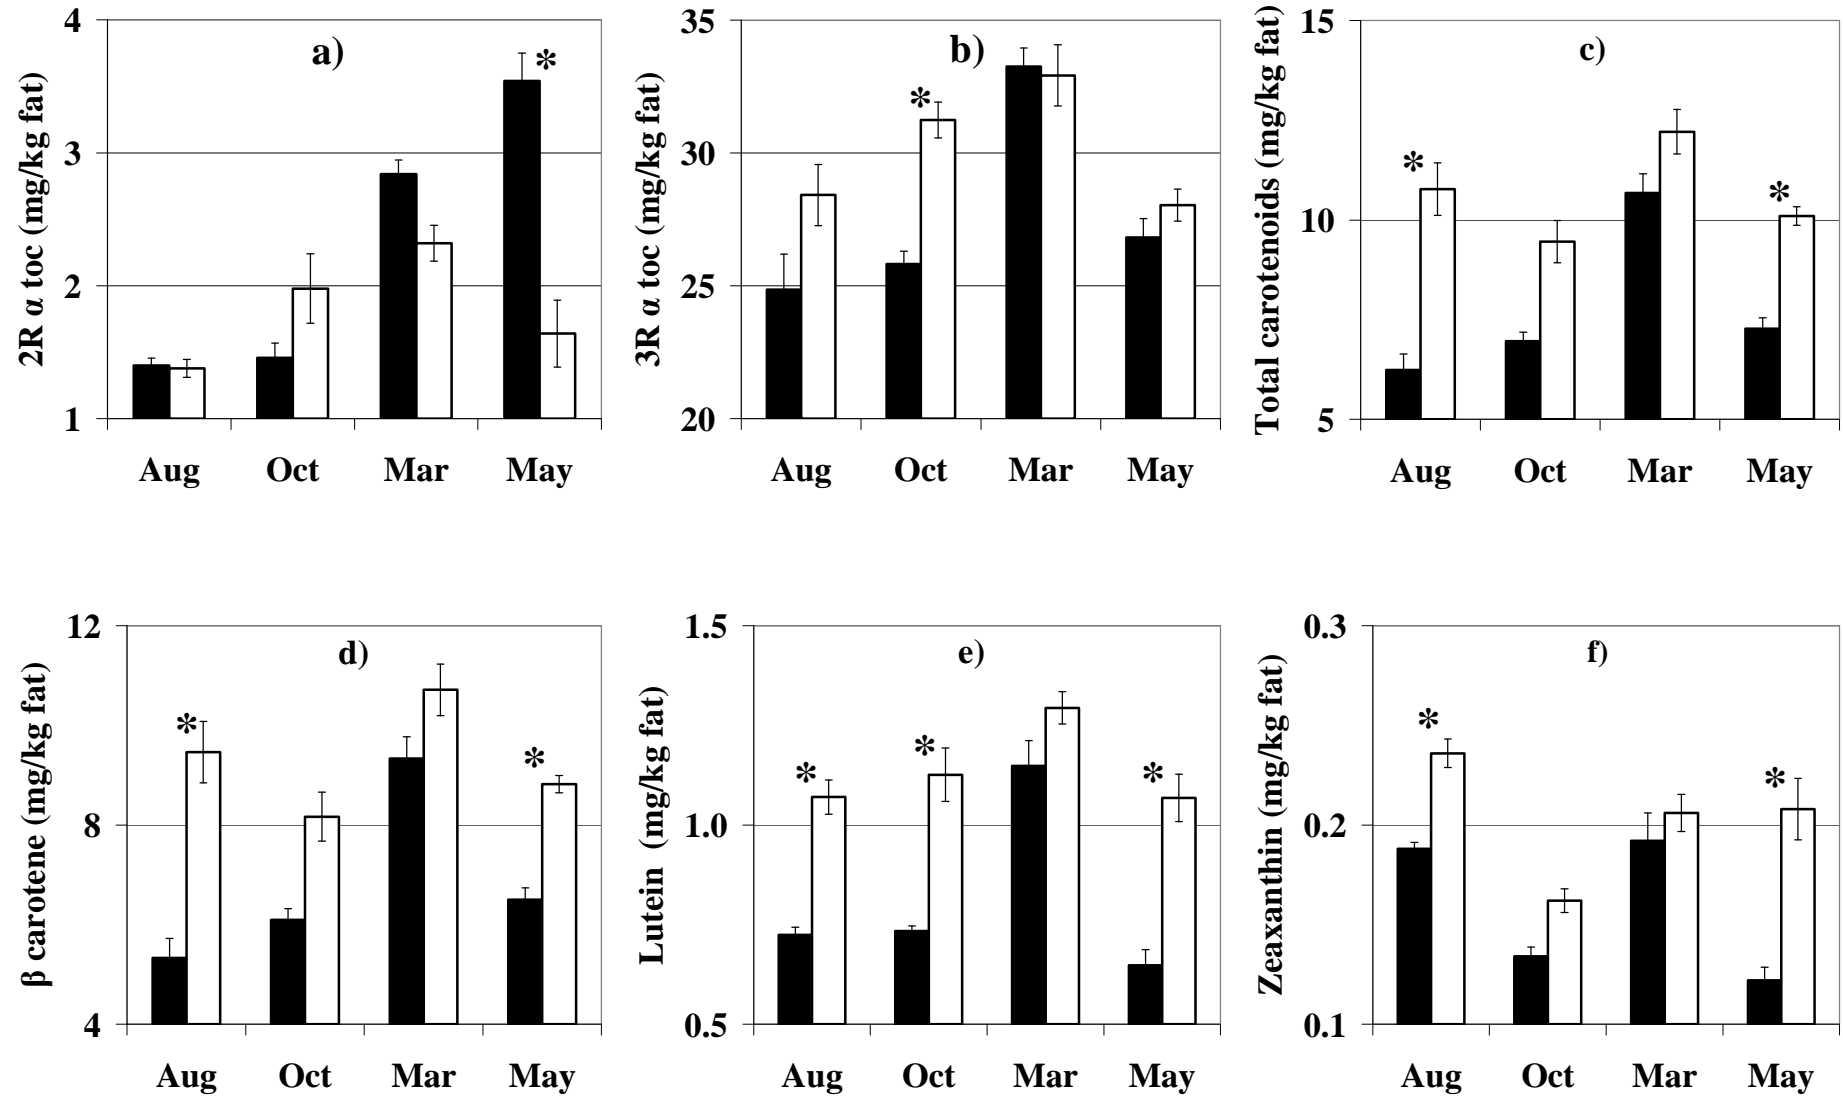 a)
2R α toc (mg/kg fat)
4
3
2
1
*
Aug Oct Mar May
b)
3R α toc (mg/kg fat)
35
30
25
20
*
Aug Oct Mar May
c)
Total carotenoids (mg/kg fat)
15
10
5
*
*
Aug Oct Mar May
d)
β carotene (mg/kg fat)
12
8
4
*
*
Aug Oct Mar May
e)
Lutein (mg/kg fat)
1.5
1.0
0.5
*
*
*
Aug Oct Mar May
f)
Zeaxanthin (mg/kg fat)
0.3
0.2
0.1
*
*
Aug Oct Mar May